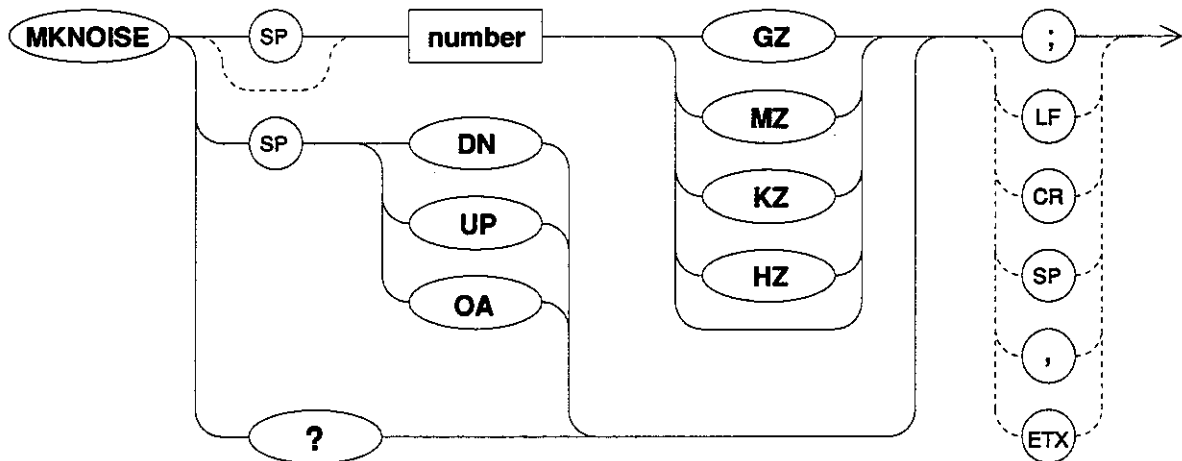 MKNOISE SP number GZ ;
MZ LF
SP DN
KZ CR
UP
HZ SP
OA
,
? ETX